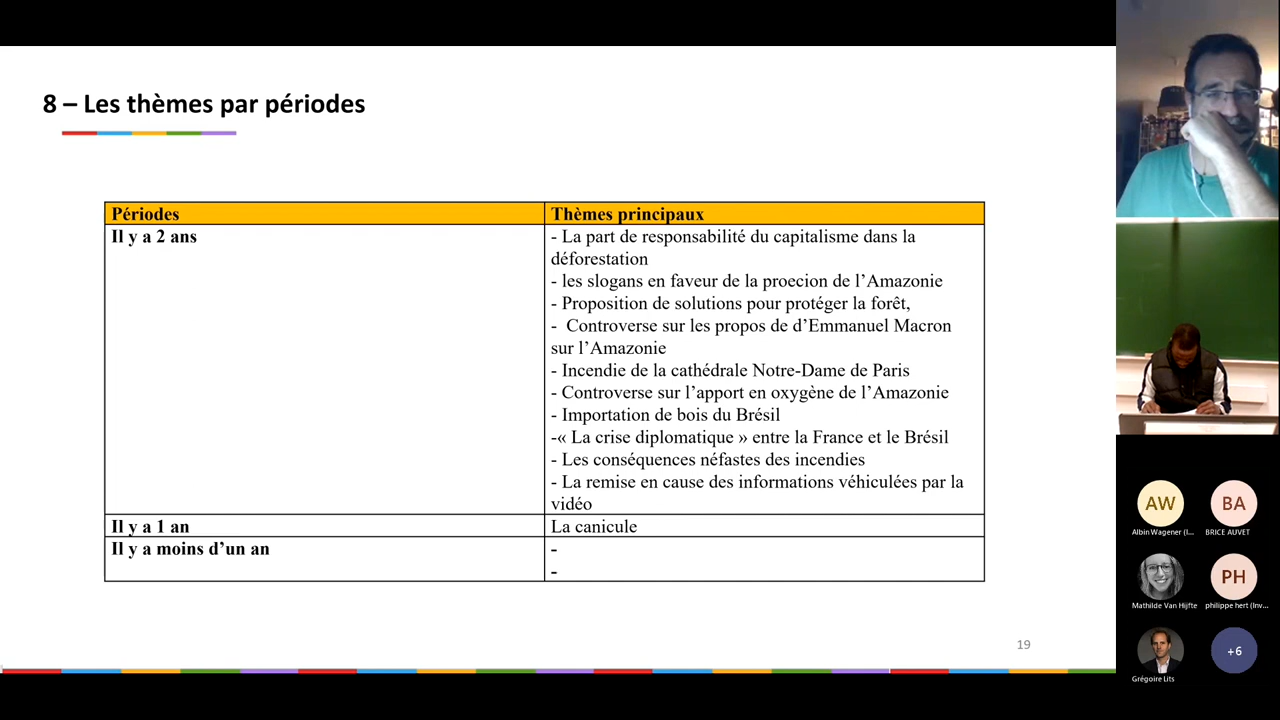 8 – Les thèmes par périodes
Périodes
Thèmes principaux
Il y a 2 ans
- La part de responsabilité du capitalisme dans la
déforestation
- les slogans en faveur de la proecion de l’Amazonie
- Proposition de solutions pour protéger la forêt,
- Controverse sur les propos de d’Emmanuel Macron
sur l’Amazonie
- Incendie de la cathédrale Notre-Dame de Paris
- Controverse sur l’apport en oxygène de l’Amazonie
- Importation de bois du Brésil
-« La crise diplomatique » entre la France et le Brésil
- Les conséquences néfastes des incendies
- La remise en cause des informations véhiculées par la
vidéo
Il y a 1 an
La canicule
Il y a moins d’un an
-
-
19
AW
BA
Albin Wagener (I...
BRICE AUVET
PH
Mathilde Van Hijfte
philippe hert (Inv...
+6
Grégoire Lits